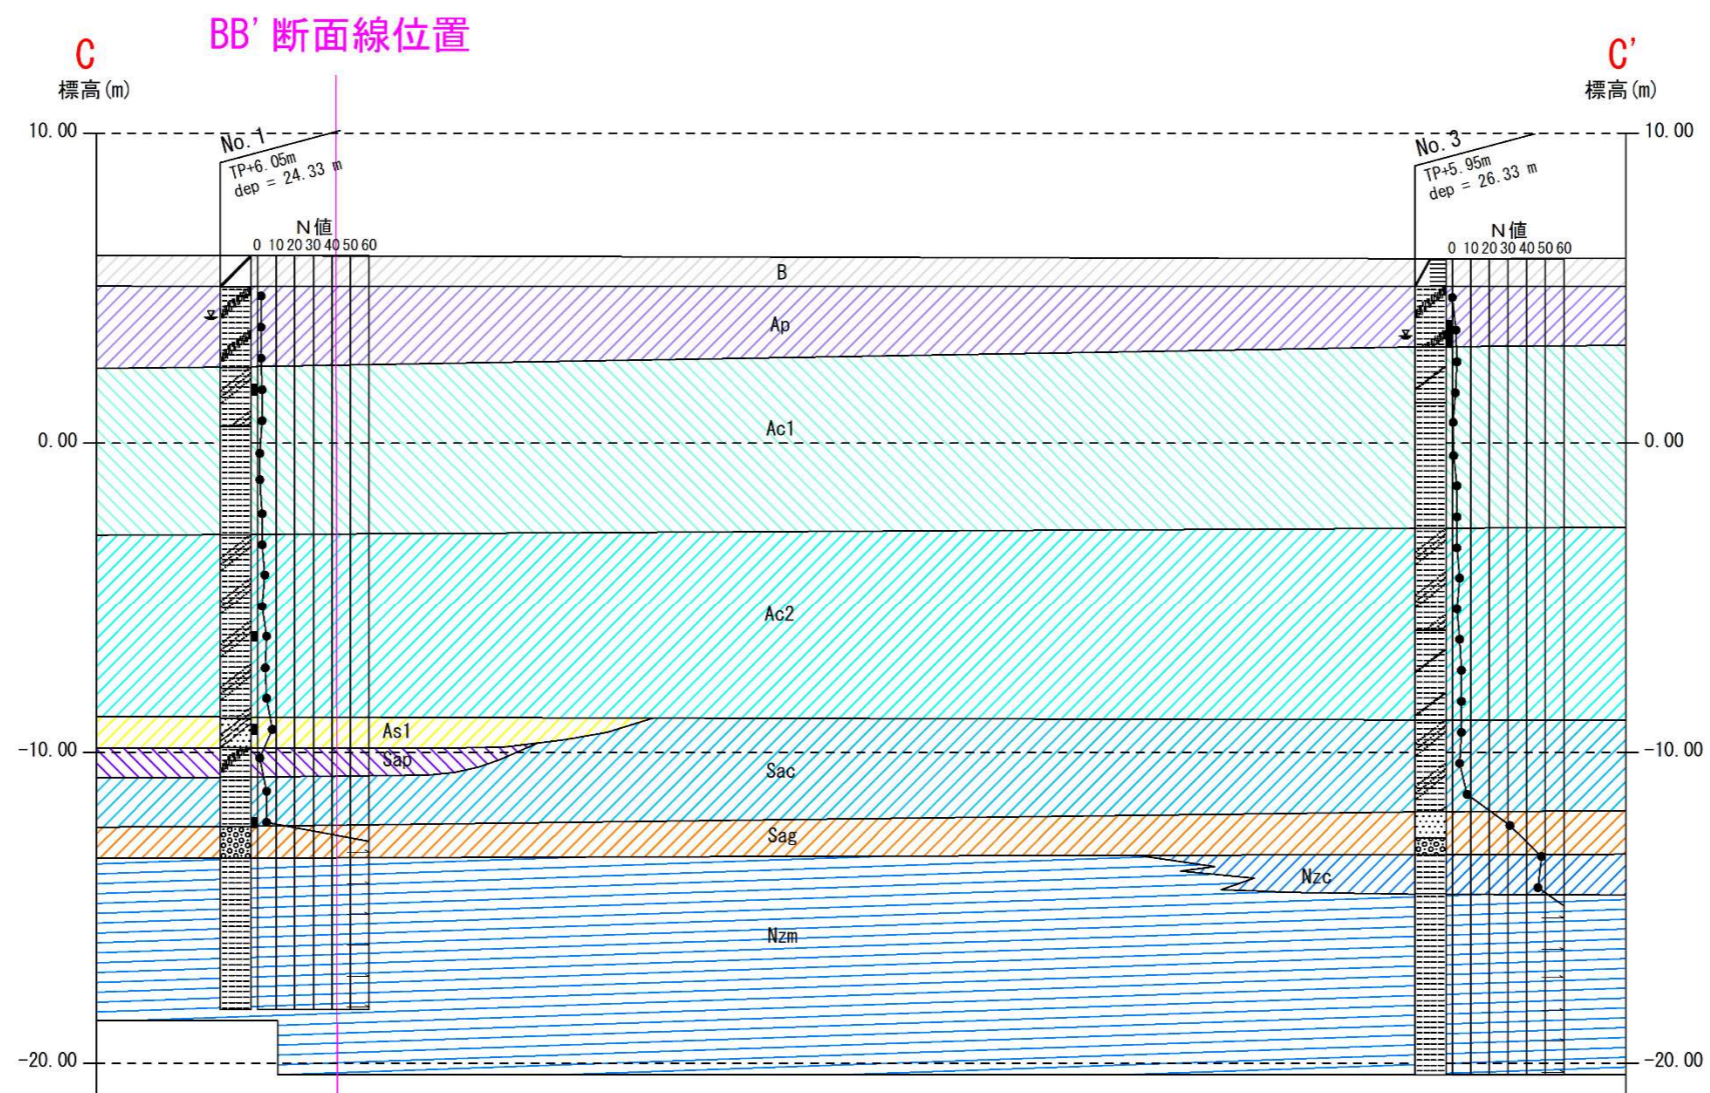 BB' 断面線位置
C
C'
標高(m)
標高(m)
10.00
10.00
No. 1
TP+6.05m
dep = 24.33 m
No. 3
TP+5.95m
dep = 26.33 m
N値
0 10 20 30 40 50 60
N値
0 10 20 30 40 50 60
B
Ap
Ac1
0.00
0.00
Ac2
As1
-10.00
-10.00
Sap
Sac
Sag
Nzc
Nzm
-20.00
-20.00